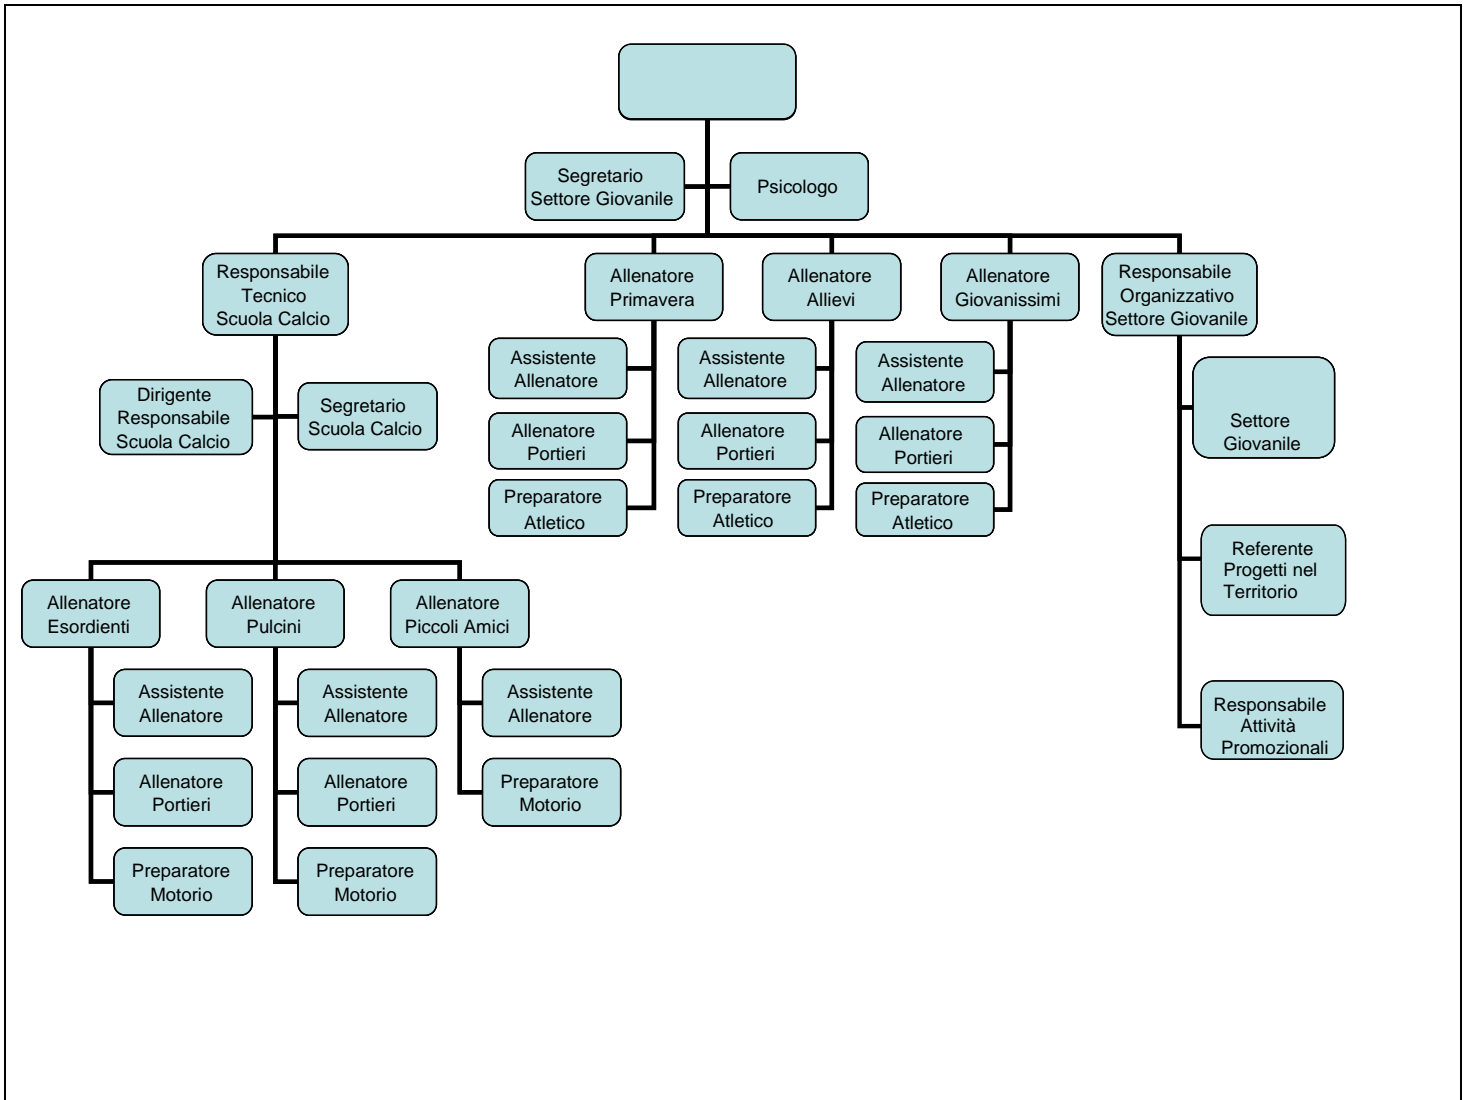 Segretario
Settore Giovanile
Psicologo
Responsabile
Tecnico
Scuola Calcio
Allenatore
Primavera
Allenatore
Allievi
Allenatore
Giovanissimi
Responsabile
Organizzativo
Settore Giovanile
Assistente
Allenatore
Allenatore
Portieri
Preparatore
Atletico
Assistente
Allenatore
Allenatore
Portieri
Preparatore
Atletico
Assistente
Allenatore
Allenatore
Portieri
Preparatore
Atletico
Settore
Giovanile
Referente
Progetti nel
Territorio
Responsabile
Attività
Promozionali
Dirigente
Responsabile
Scuola Calcio
Segretario
Scuola Calcio
Allenatore
Esordienti
Allenatore
Pulcini
Allenatore
Piccoli Amici
Assistente
Allenatore
Allenatore
Portieri
Preparatore
Motorio
Assistente
Allenatore
Allenatore
Portieri
Preparatore
Motorio
Assistente
Allenatore
Preparatore
Motorio